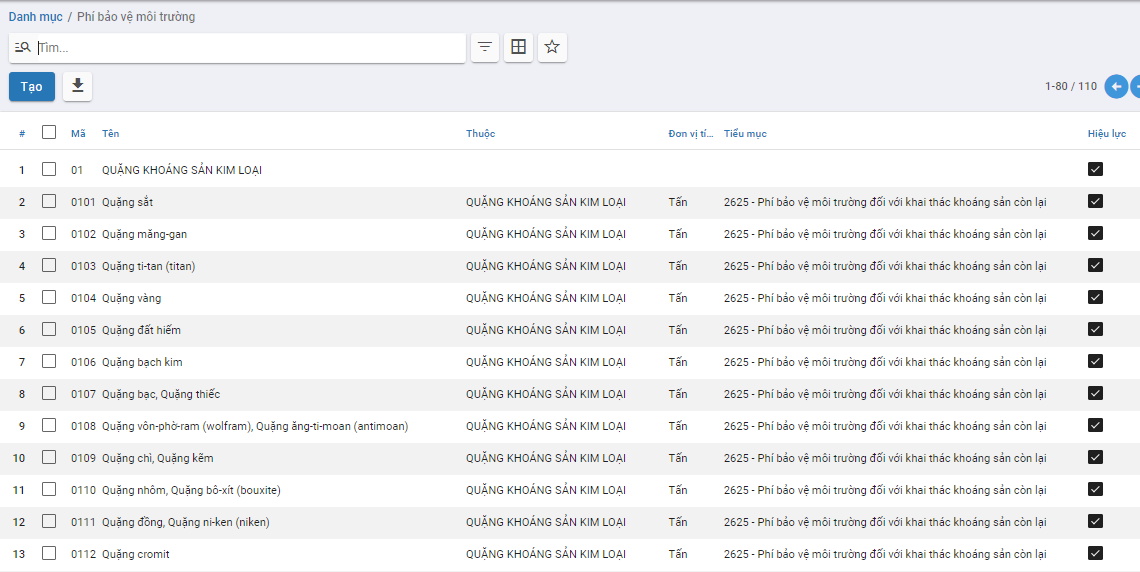 Danh mục / Phí bảo vệ môi trường
Tìm...
Tạo
1-80 / 110
# Mã Tên Thuộc Đơn vị tí... Tiểu mục Hiệu lực
1 01 QUẶNG KHOÁNG SẢN KIM LOẠI
2 0101 Quặng sắt QUẶNG KHOÁNG SẢN KIM LOẠI Tấn 2625 - Phí bảo vệ môi trường đối với khai thác khoáng sản còn lại
3 0102 Quặng măng-gan QUẶNG KHOÁNG SẢN KIM LOẠI Tấn 2625 - Phí bảo vệ môi trường đối với khai thác khoáng sản còn lại
4 0103 Quặng ti-tan (titan) QUẶNG KHOÁNG SẢN KIM LOẠI Tấn 2625 - Phí bảo vệ môi trường đối với khai thác khoáng sản còn lại
5 0104 Quặng vàng QUẶNG KHOÁNG SẢN KIM LOẠI Tấn 2625 - Phí bảo vệ môi trường đối với khai thác khoáng sản còn lại
6 0105 Quặng đất hiếm QUẶNG KHOÁNG SẢN KIM LOẠI Tấn 2625 - Phí bảo vệ môi trường đối với khai thác khoáng sản còn lại
7 0106 Quặng bạch kim QUẶNG KHOÁNG SẢN KIM LOẠI Tấn 2625 - Phí bảo vệ môi trường đối với khai thác khoáng sản còn lại
8 0107 Quặng bạc, Quặng thiếc QUẶNG KHOÁNG SẢN KIM LOẠI Tấn 2625 - Phí bảo vệ môi trường đối với khai thác khoáng sản còn lại
9 0108 Quặng vôn-phờ-ram (wolfram), Quặng ăng-ti-moan (antimoan) QUẶNG KHOÁNG SẢN KIM LOẠI Tấn 2625 - Phí bảo vệ môi trường đối với khai thác khoáng sản còn lại
10 0109 Quặng chì, Quặng kẽm QUẶNG KHOÁNG SẢN KIM LOẠI Tấn 2625 - Phí bảo vệ môi trường đối với khai thác khoáng sản còn lại
11 0110 Quặng nhôm, Quặng bô-xít (bouxite) QUẶNG KHOÁNG SẢN KIM LOẠI Tấn 2625 - Phí bảo vệ môi trường đối với khai thác khoáng sản còn lại
12 0111 Quặng đồng, Quặng ni-ken (niken) QUẶNG KHOÁNG SẢN KIM LOẠI Tấn 2625 - Phí bảo vệ môi trường đối với khai thác khoáng sản còn lại
13 0112 Quặng cromit QUẶNG KHOÁNG SẢN KIM LOẠI Tấn 2625 - Phí bảo vệ môi trường đối với khai thác khoáng sản còn lại